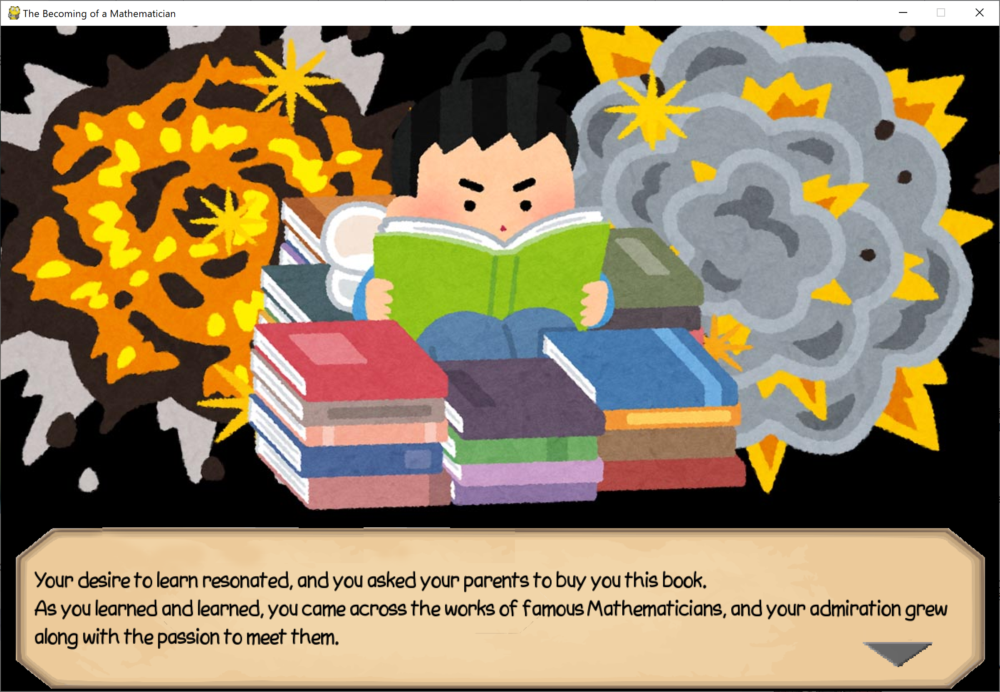 The Becoming of a Mathematician
Your desire to learn resonated, and you asked your parents to buy you this book.
As you learned and learned, you came across the works of famous Mathematicians, and your admiration grew
along with the passion to meet them.